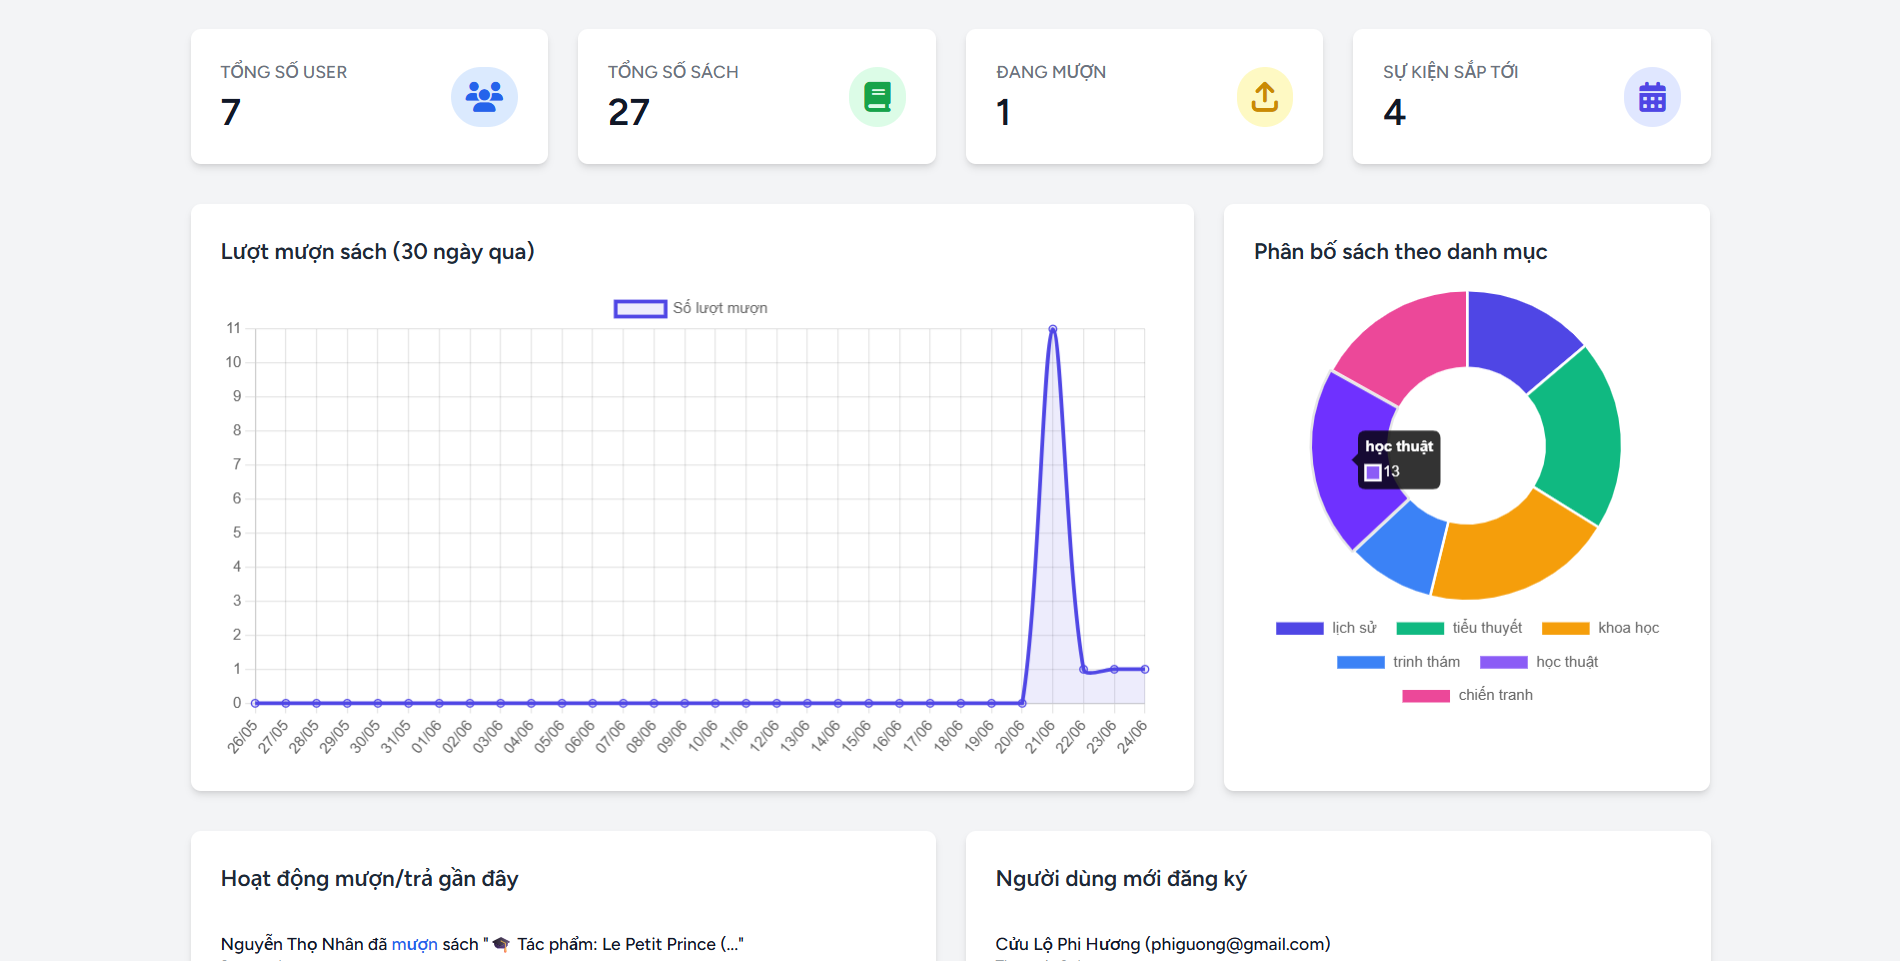 TỔNG SỐ USER
7
TỔNG SỐ SÁCH
27
ĐANG MƯỢN
1
SỰ KIỆN SẮP TỚI
4
Lượt mượn sách (30 ngày qua)
Số lượt mượn
11
10
9
8
7
6
5
4
3
2
1
0
26/05 27/05 28/05 29/05 30/05 31/05 01/06 02/06 03/06 04/06 05/06 06/06 07/06 08/06 09/06 10/06 11/06 12/06 13/06 14/06 15/06 16/06 17/06 18/06 19/06 20/06 21/06 22/06 23/06 24/06
Phân bố sách theo danh mục
học thuật
13
lịch sử tiểu thuyết khoa học
trinh thám học thuật
chiến tranh
Hoạt động mượn/trả gần đây
Nguyễn Thọ Nhân đã mượn sách "🎓 Tác phẩm: Le Petit Prince (..."
Người dùng mới đăng ký
Cửu Lộ Phi Hương (phiguong@gmail.com)